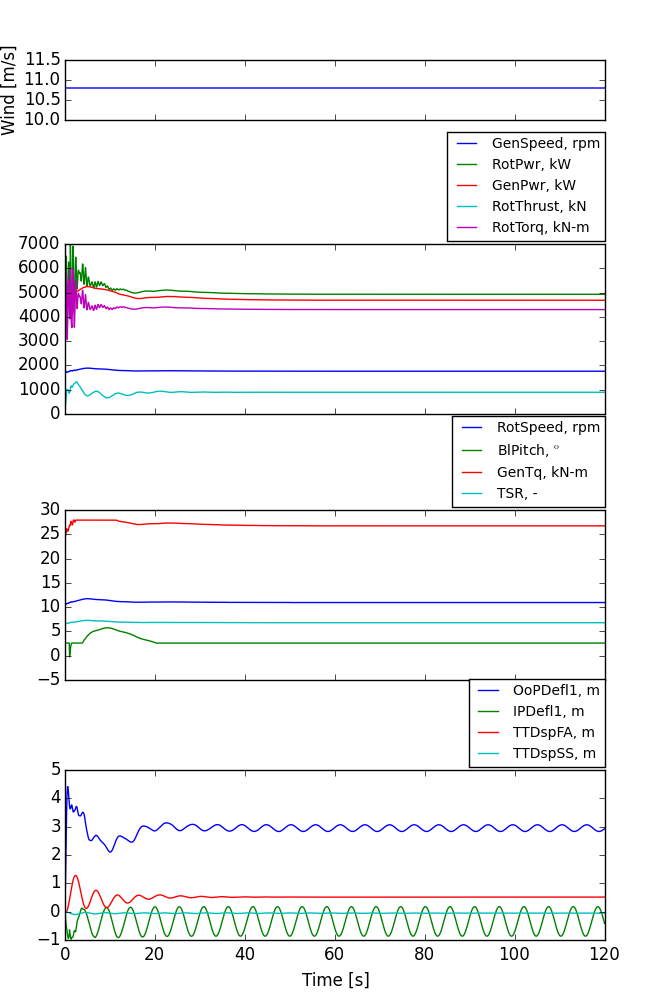 Wind [m/s]
11.5
11.0
10.5
10.0
GenSpeed, rpm
RotPwr, kW
GenPwr, kW
RotThrust, kN
RotTorq, kN-m
7000
6000
5000
4000
3000
2000
1000
0
RotSpeed, rpm
BlPitch, °
GenTq, kN-m
TSR, -
30
25
20
15
10
5
0
−5
OoPDefl1, m
IPDefl1, m
TTDspFA, m
TTDspSS, m
5
4
3
2
1
0
−1
0 20 40 60 80 100 120
Time [s]